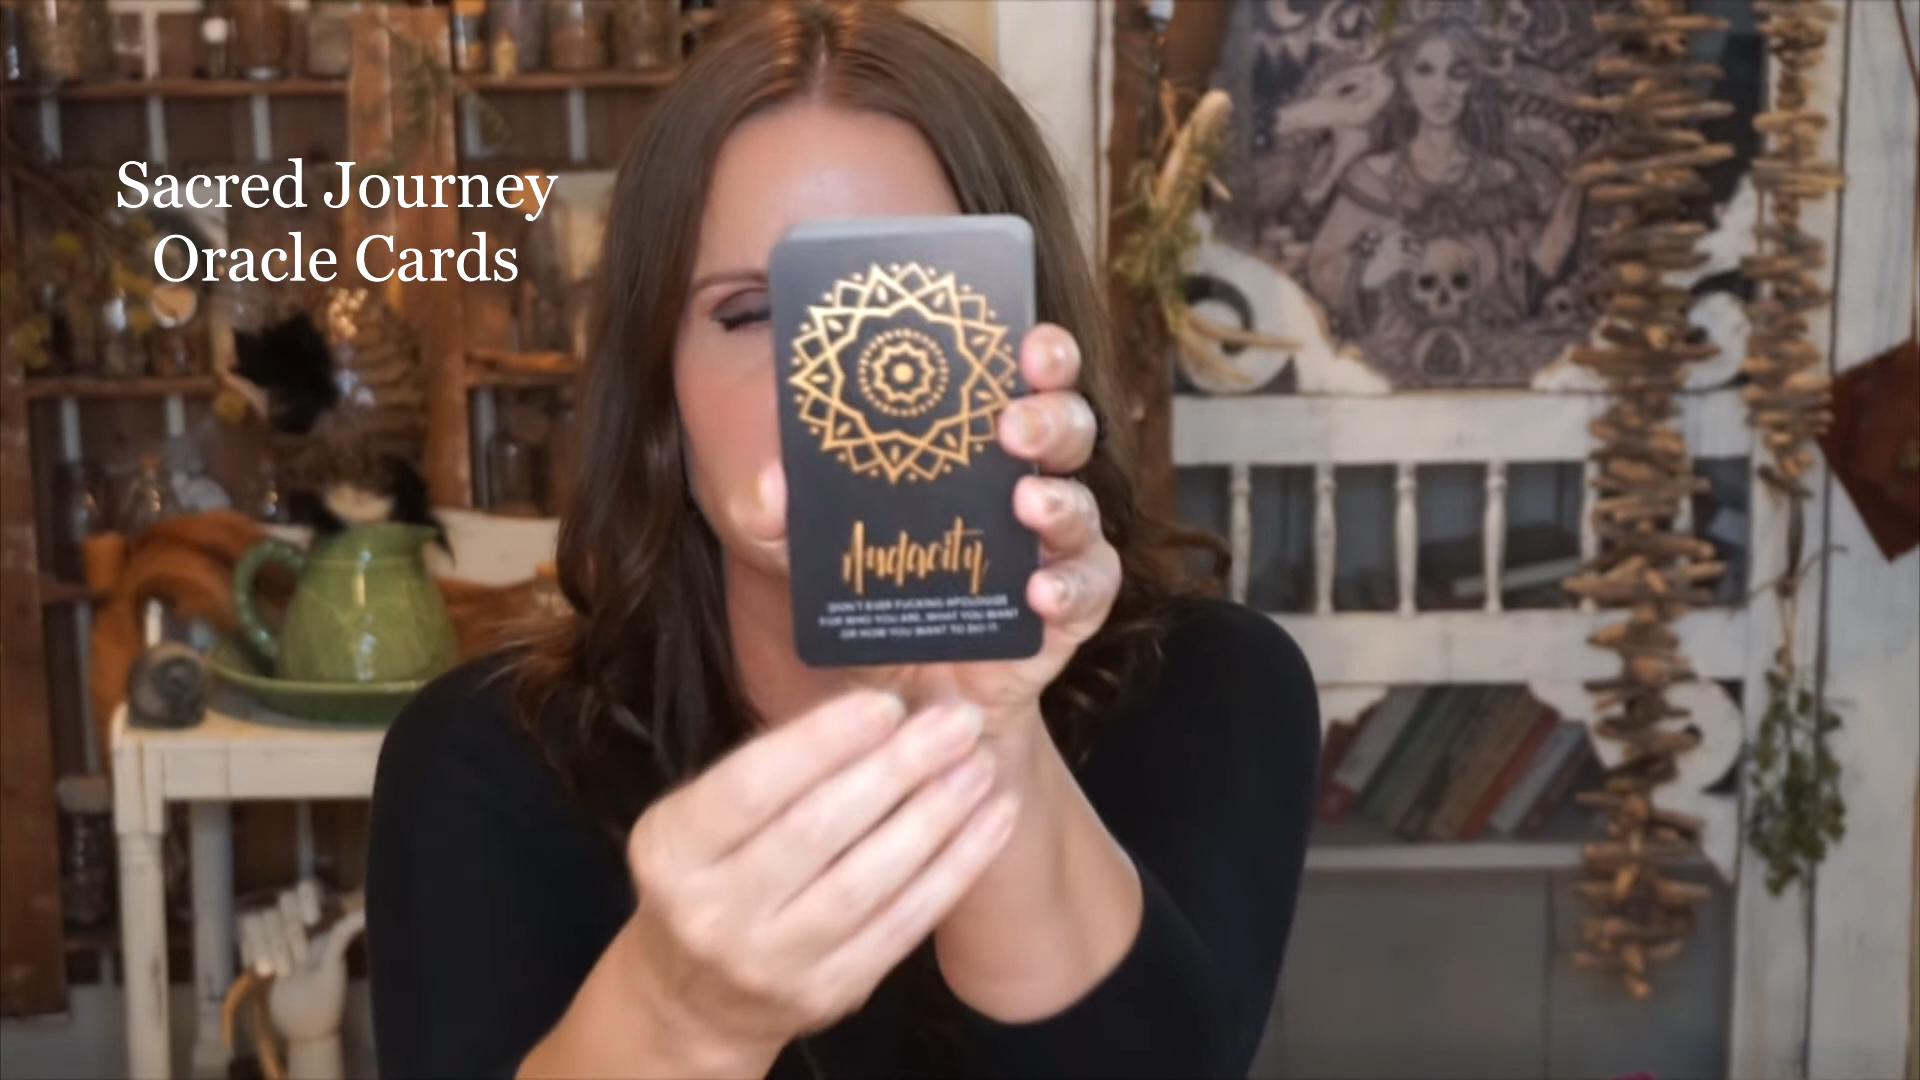 Sacred Journey
Oracle Cards
Audacity
DON'T EVER FUCKING APOLOGIZE
FOR WHO YOU ARE, WHAT YOU WANT
OR HOW YOU WANT TO DO IT.